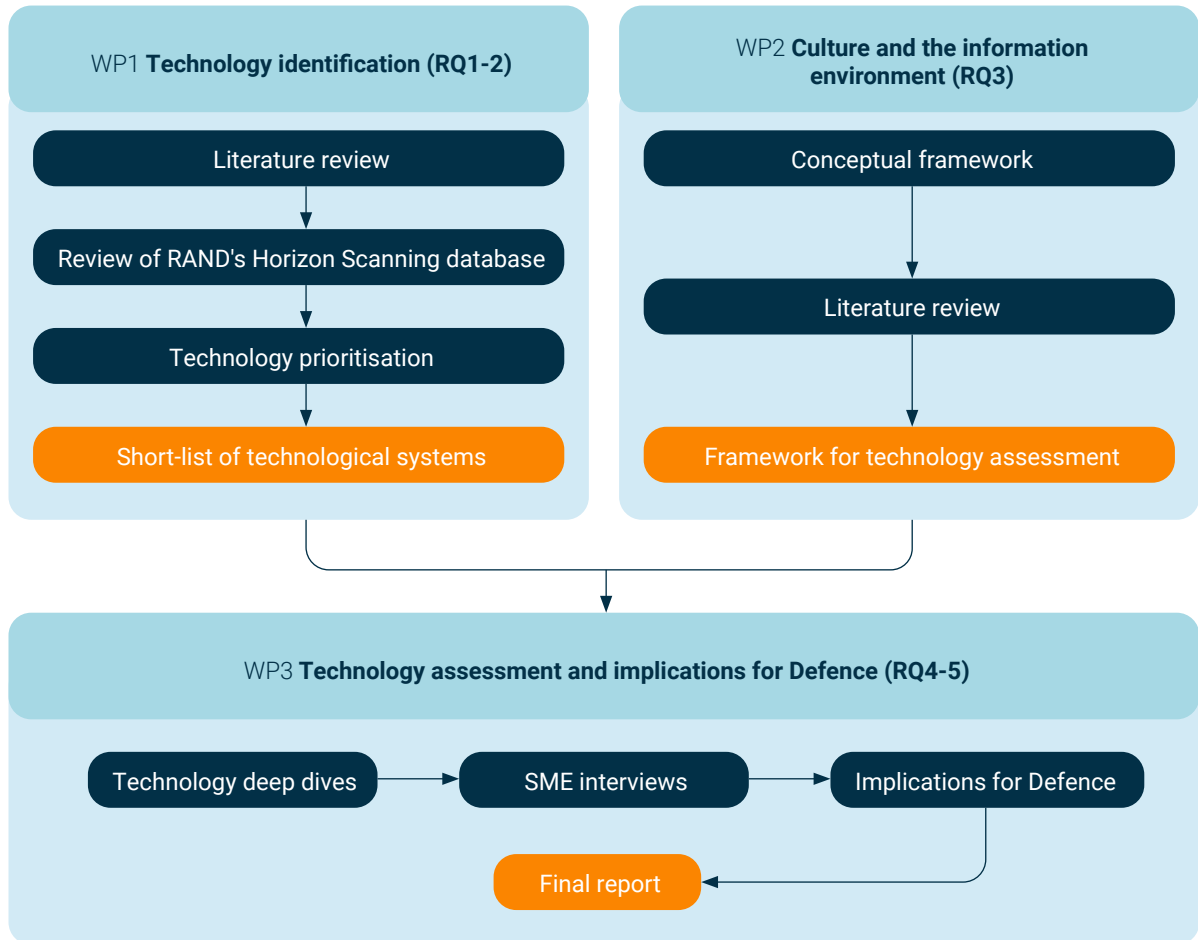 WP1 Technology identification (RQ1-2)
Literature review
Review of RAND's Horizon Scanning database
Technology prioritisation
Short-list of technological systems
WP2 Culture and the information
environment (RQ3)
Conceptual framework
Literature review
Framework for technology assessment
WP3 Technology assessment and implications for Defence (RQ4-5)
Technology deep dives
SME interviews
Implications for Defence
Final report